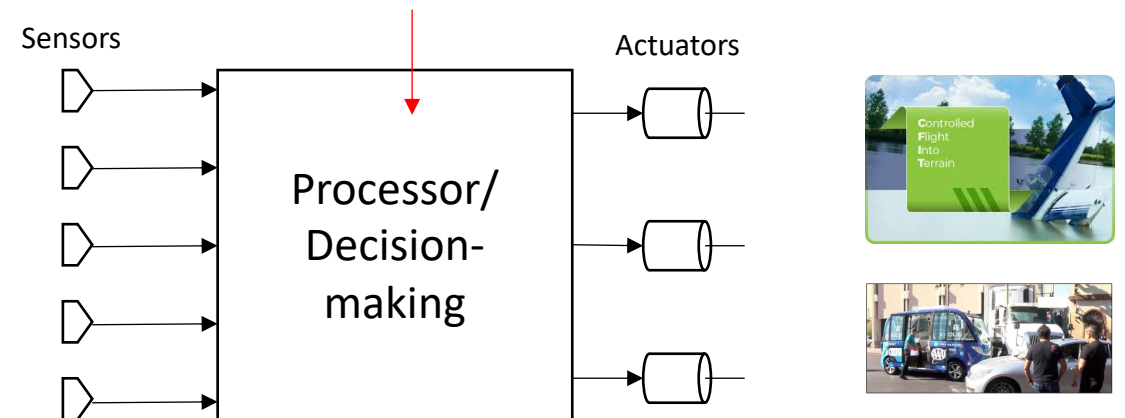 Sensors
Actuators
Processor/
Decision-
making
Controlled
Flight
Into
Terrain